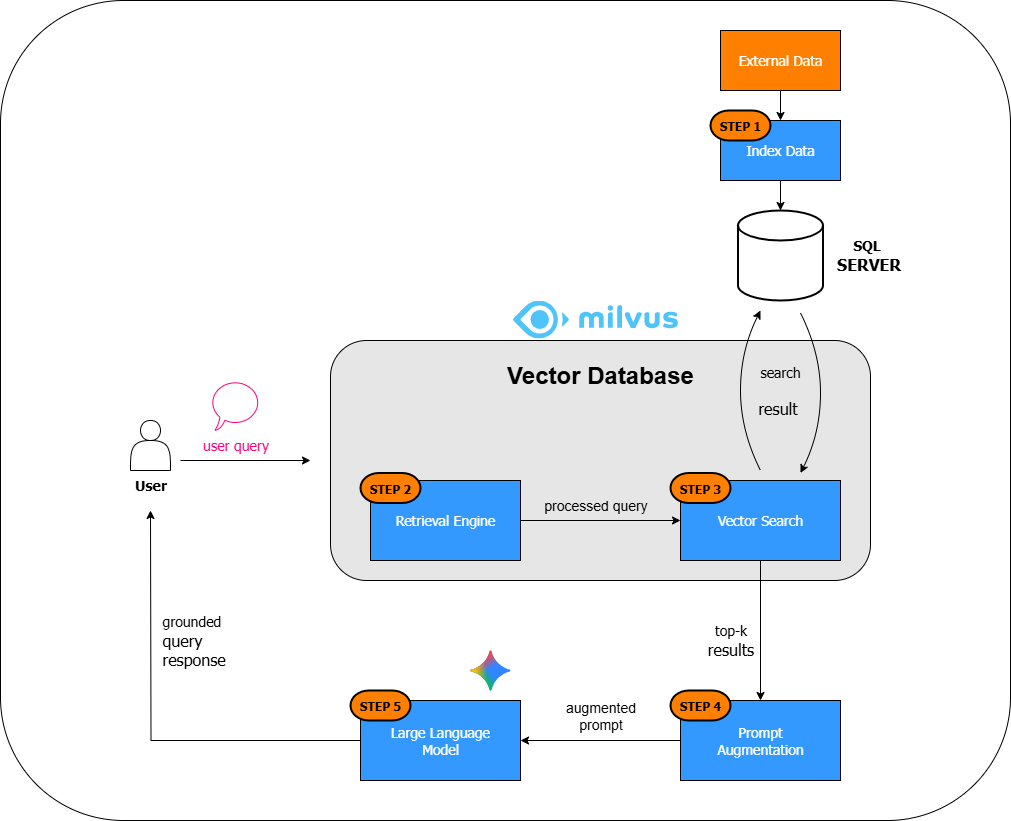 External Data
STEP 1
Index Data
SQL
SERVER
milvus
Vector Database
search
result
user query
User
STEP 2
Retrieval Engine
processed query
STEP 3
Vector Search
grounded
query
response
top-k
results
STEP 5
Large Language
Model
augmented
prompt
STEP 4
Prompt
Augmentation